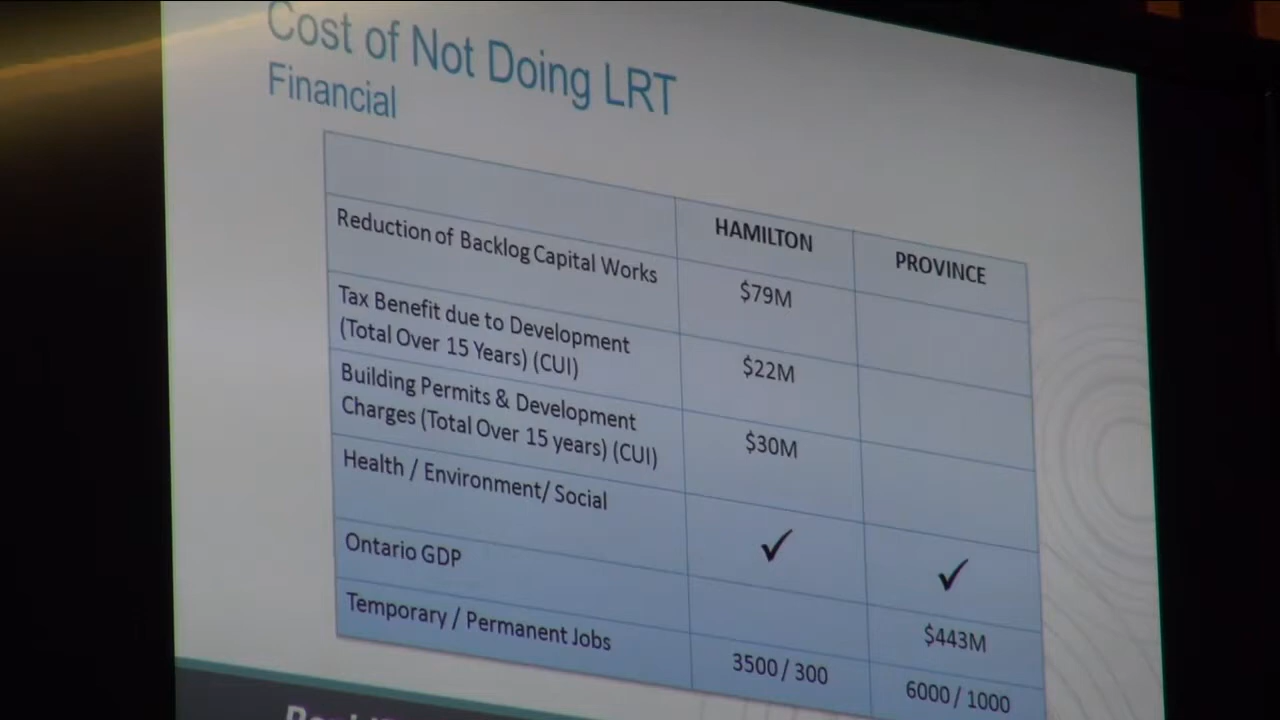 Cost of Not Doing LRT
Financial
HAMILTON
PROVINCE
Reduction of Backlog Capital Works
$79M
Tax Benefit due to Development
(Total Over 15 Years) (CUI)
$22M
Building Permits & Development
Charges (Total Over 15 years) (CUI)
$30M
Health / Environment/ Social
✓
✓
Ontario GDP
$443M
Temporary / Permanent Jobs
3500 / 300
6000 / 1000